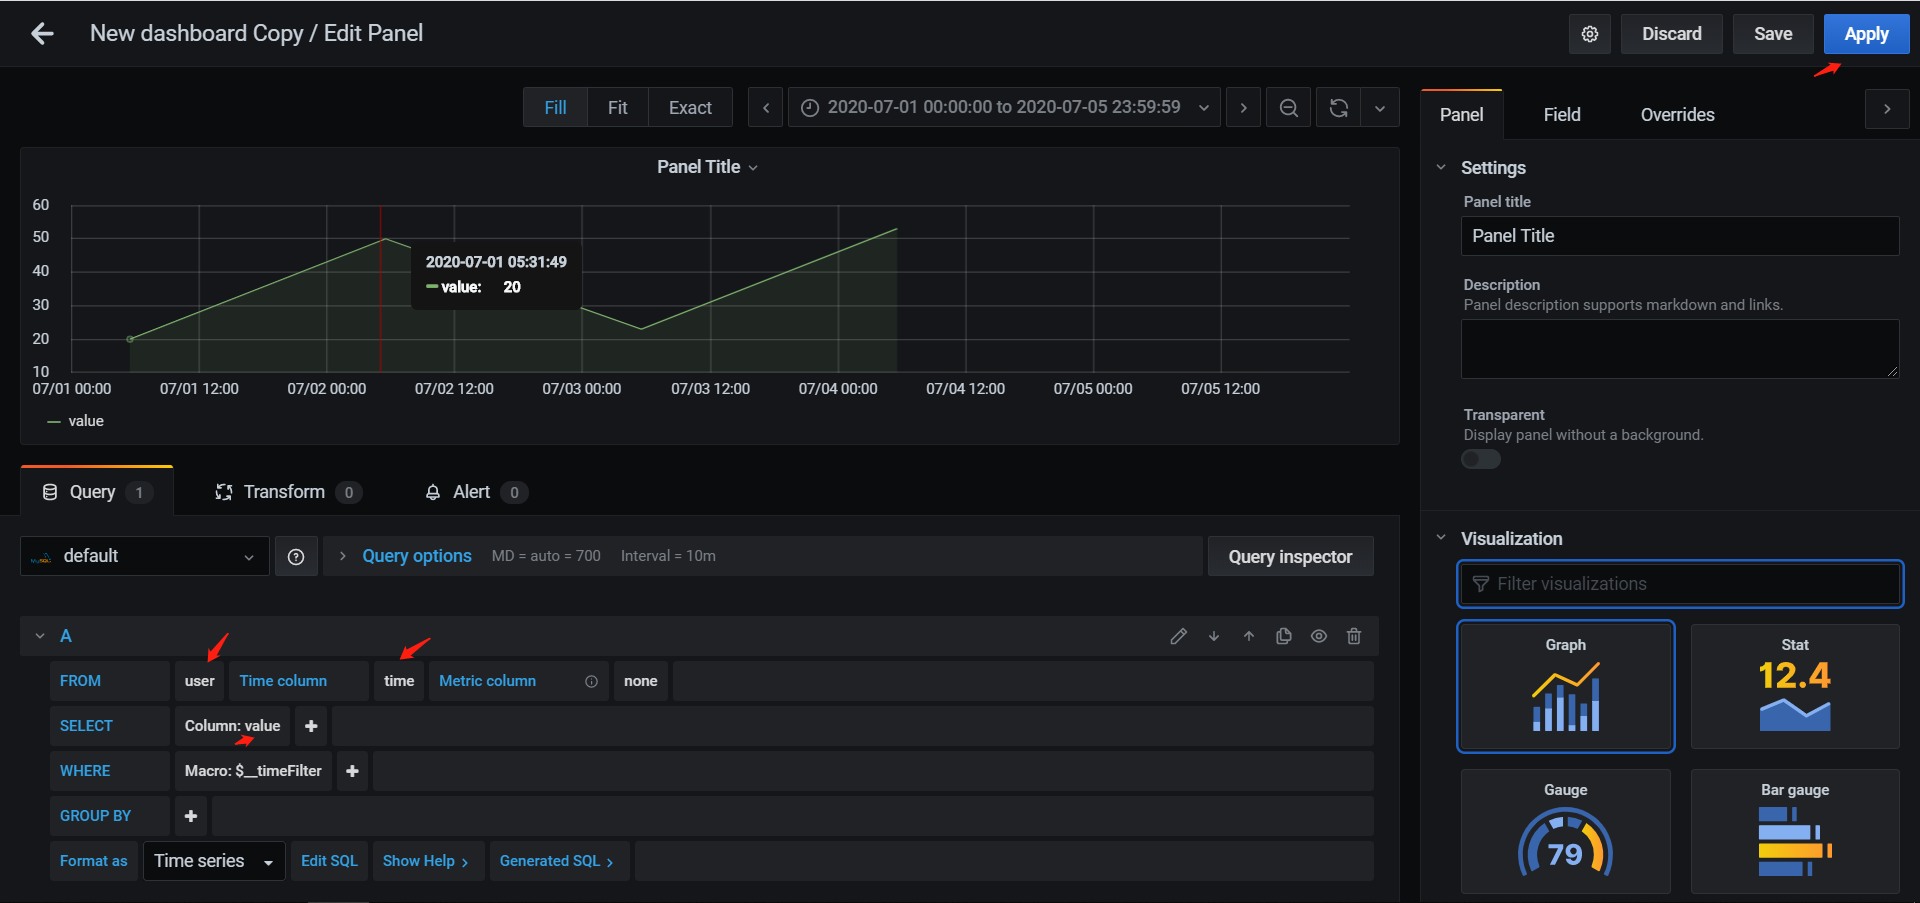 New dashboard Copy / Edit Panel
Discard
Save
Apply
Fill
Fit
Exact
2020-07-01 00:00:00 to 2020-07-05 23:59:59
Panel
Field
Overrides
Panel Title
60
50
40
30
20
10
2020-07-01 05:31:49
value: 20
07/01 00:00
07/01 12:00
07/02 00:00
07/02 12:00
07/03 00:00
07/03 12:00
07/04 00:00
07/04 12:00
07/05 00:00
07/05 12:00
value
Query 1
Transform 0
Alert 0
MySQL
default
Query options
MD = auto = 700
Interval = 10m
Query inspector
A
FROM
user
Time column
time
Metric column
none
SELECT
Column: value
WHERE
Macro: $__timeFilter
GROUP BY
Format as
Time series
Edit SQL
Show Help
Generated SQL
Settings
Panel title
Panel Title
Description
Panel description supports markdown and links.
Transparent
Display panel without a background.
Visualization
Filter visualizations
Graph
Stat
12.4
Gauge
79
Bar gauge